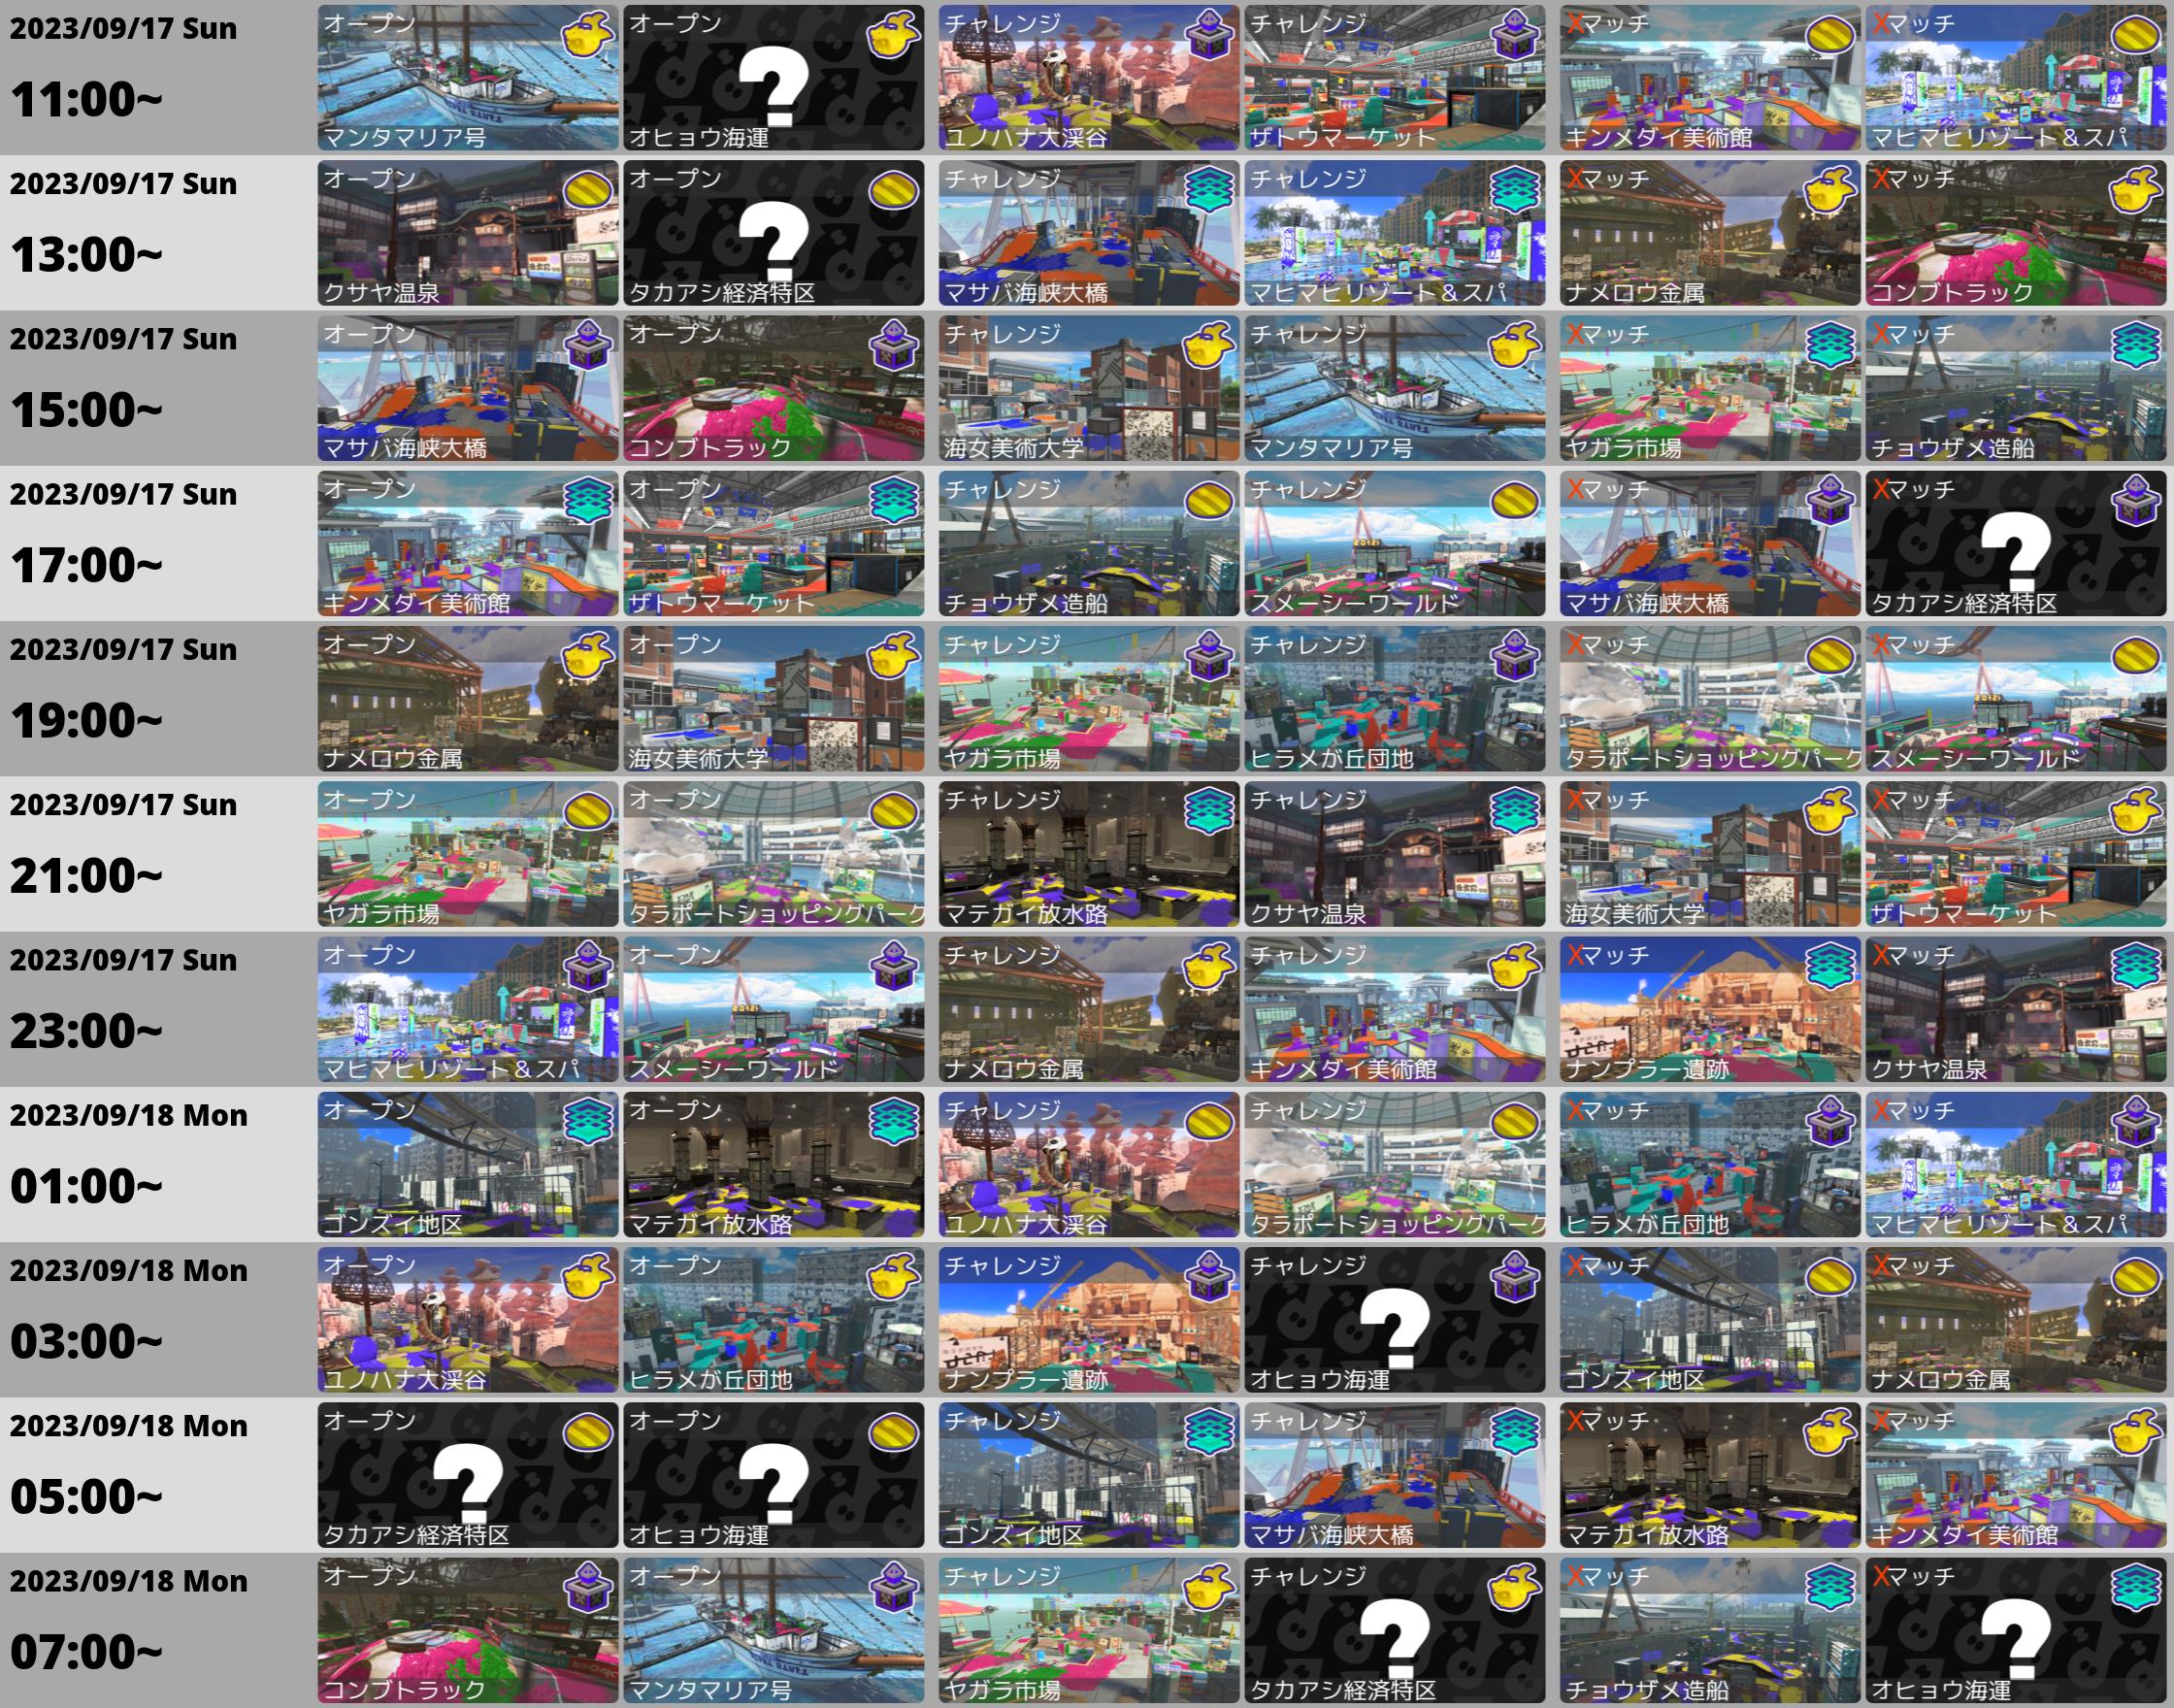 2023/09/17 Sun
11:00~
オープン オープン チャレンジ チャレンジ Xマッチ Xマッチ
マンタマリア号 オヒョウ海運 ユノハナ大渓谷 ザトウマーケット キンメダイ美術館 マヒマヒリゾート＆スパ
2023/09/17 Sun
13:00~
オープン オープン チャレンジ チャレンジ Xマッチ Xマッチ
クサヤ温泉 タカアシ経済特区 マサバ海峡大橋 マヒマヒリゾート＆スパ ナメロウ金属 コンブトラック
2023/09/17 Sun
15:00~
オープン オープン チャレンジ チャレンジ Xマッチ Xマッチ
マサバ海峡大橋 コンブトラック 海女美術大学 マンタマリア号 ヤガラ市場 チョウザメ造船
2023/09/17 Sun
17:00~
オープン オープン チャレンジ チャレンジ Xマッチ Xマッチ
キンメダイ美術館 ザトウマーケット チョウザメ造船 スメーシーワールド マサバ海峡大橋 タカアシ経済特区
2023/09/17 Sun
19:00~
オープン オープン チャレンジ チャレンジ Xマッチ Xマッチ
ナメロウ金属 海女美術大学 ヤガラ市場 ヒラメが丘団地 タラポートショッピングパーク スメーシーワールド
2023/09/17 Sun
21:00~
オープン オープン チャレンジ チャレンジ Xマッチ Xマッチ
ヤガラ市場 タラポートショッピングパーク マテガイ放水路 クサヤ温泉 海女美術大学 ザトウマーケット
2023/09/17 Sun
23:00~
オープン オープン チャレンジ チャレンジ Xマッチ Xマッチ
マヒマヒリゾート＆スパ スメーシーワールド ナメロウ金属 キンメダイ美術館 ナンプラー遺跡 クサヤ温泉
2023/09/18 Mon
01:00~
オープン オープン チャレンジ チャレンジ Xマッチ Xマッチ
ゴンズイ地区 マテガイ放水路 ユノハナ大渓谷 タラポートショッピングパーク ヒラメが丘団地 マヒマヒリゾート＆スパ
2023/09/18 Mon
03:00~
オープン オープン チャレンジ チャレンジ Xマッチ Xマッチ
ユノハナ大渓谷 ヒラメが丘団地 ナンプラー遺跡 オヒョウ海運 ゴンズイ地区 ナメロウ金属
2023/09/18 Mon
05:00~
オープン オープン チャレンジ チャレンジ Xマッチ Xマッチ
タカアシ経済特区 オヒョウ海運 ゴンズイ地区 マサバ海峡大橋 マテガイ放水路 キンメダイ美術館
2023/09/18 Mon
07:00~
オープン オープン チャレンジ チャレンジ Xマッチ Xマッチ
コンブトラック マンタマリア号 ヤガラ市場 タカアシ経済特区 チョウザメ造船 オヒョウ海運